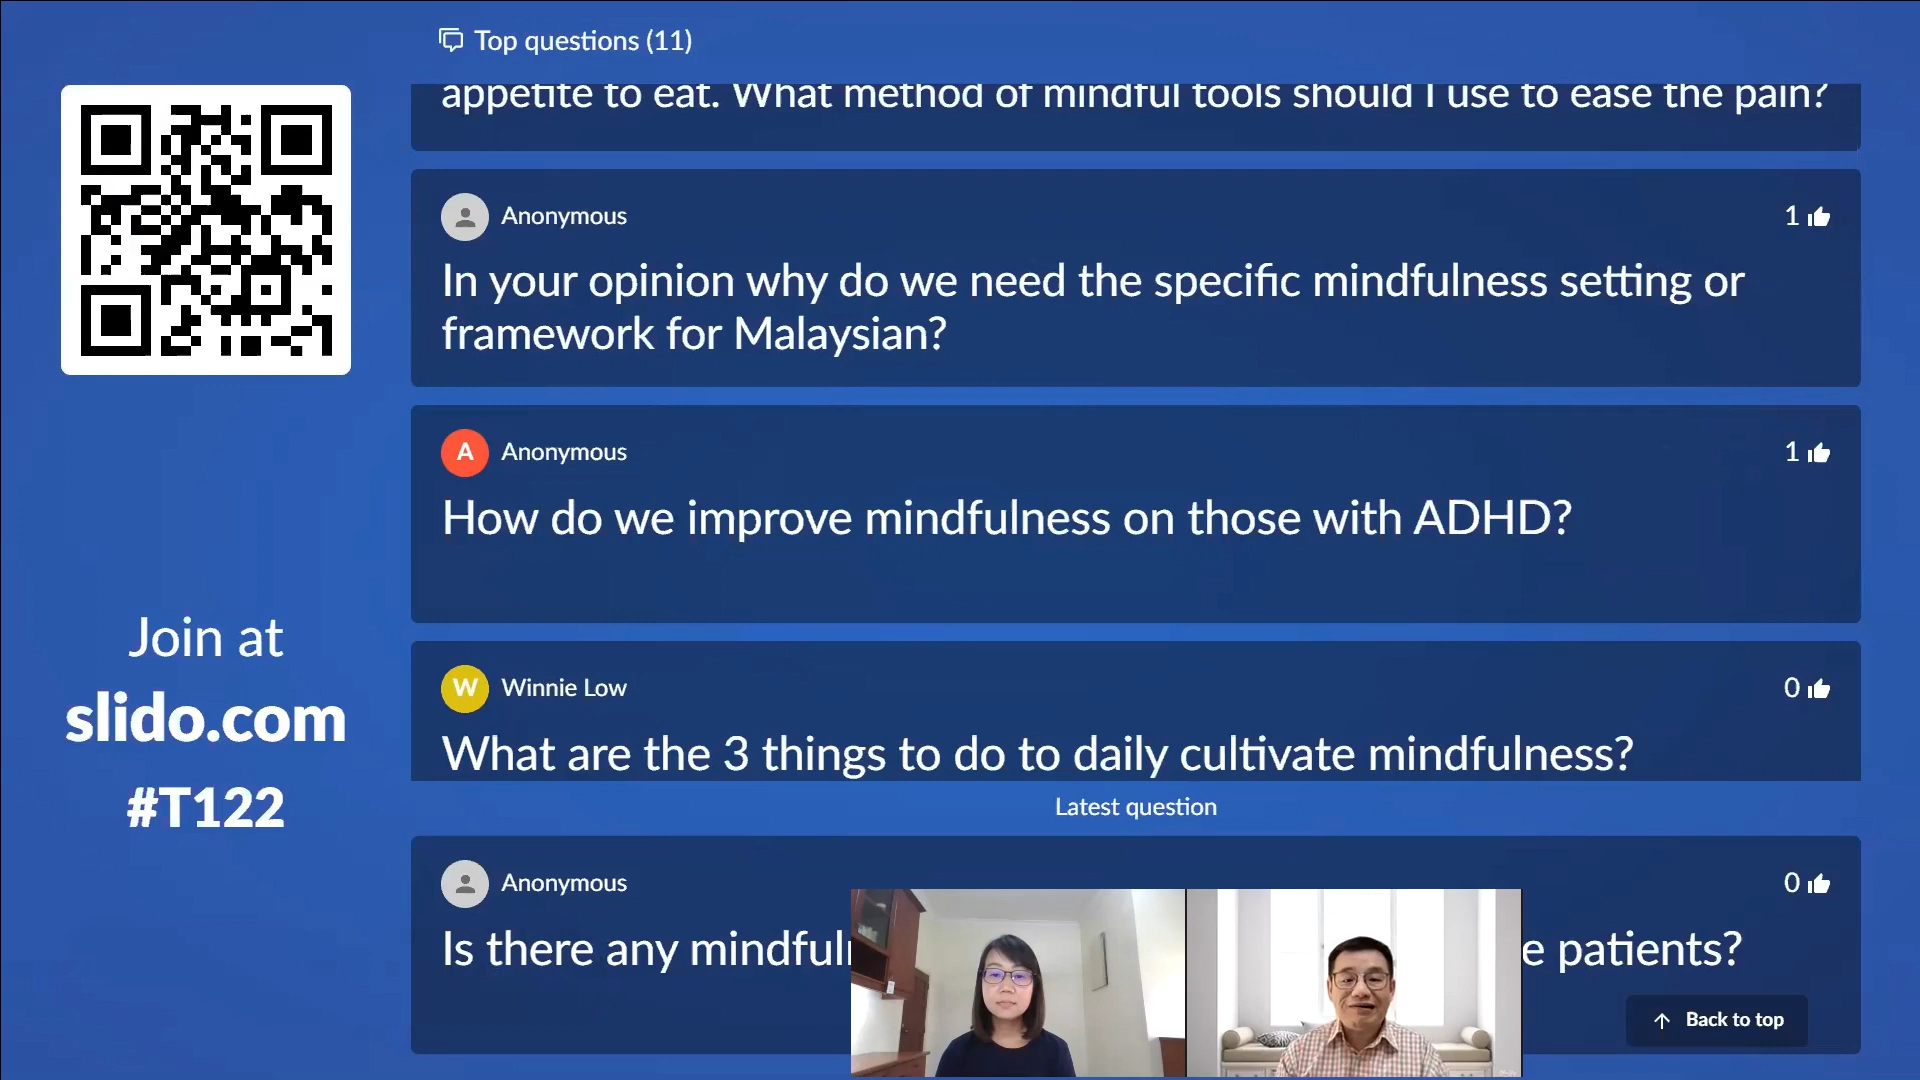 Top questions (11)
appetite to eat. What method of mindful tools should I use to ease the pain?
Anonymous
1
In your opinion why do we need the specific mindfulness setting or
framework for Malaysian?
A
Anonymous
1
How do we improve mindfulness on those with ADHD?
W
Winnie Low
0
What are the 3 things to do to daily cultivate mindfulness?
Latest question
Anonymous
0
Is there any patients?
Back to top
Join at
slido.com
#T122